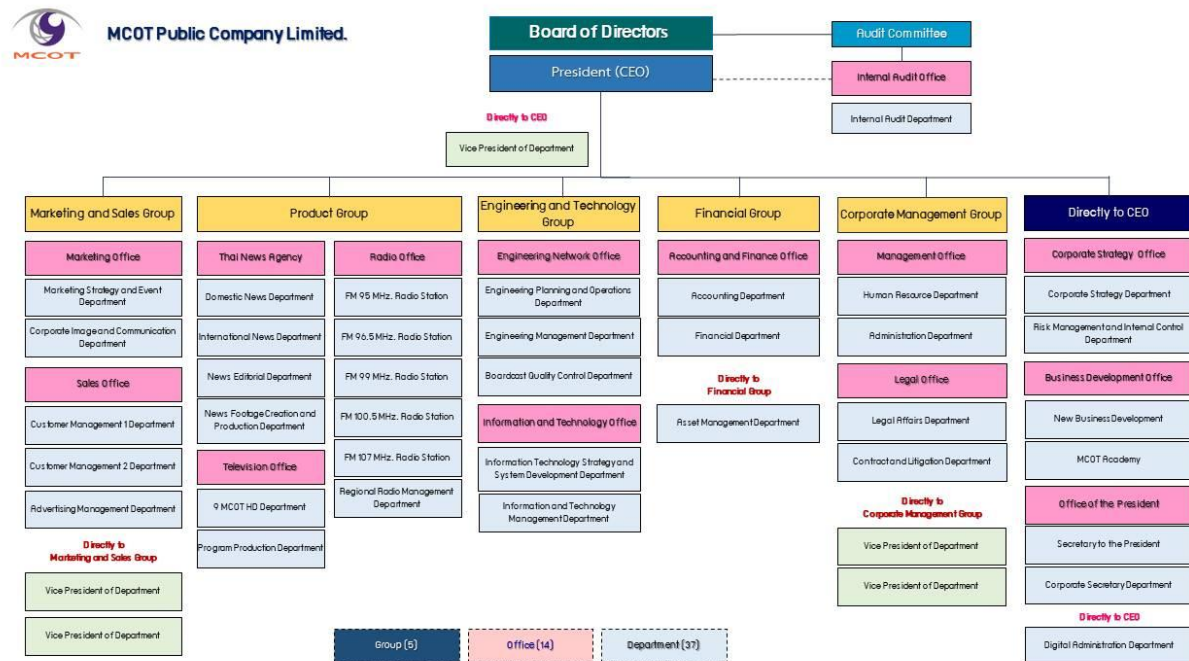 MCOT
MCOT Public Company Limited.
Board of Directors
Audit Committee
President (CEO)
Internal Audit Office
Internal Audit Department
Directly to CEO
Vice President of Department
Marketing and Sales Group
Marketing Office
Marketing Strategy and Event
Department
Corporate Image and Communication
Department
Sales Office
Customer Management 1 Department
Customer Management 2 Department
Advertising Management Department
Directly to
Marketing and Sales Group
Vice President of Department
Vice President of Department
Product Group
Thai News Agency
Domestic News Department
International News Department
News Editorial Department
News Footage Creation and
Production Department
Television Office
9 MCOT HD Department
Program Production Department
Radio Office
FM 95 MHz. Radio Station
FM 96.5 MHz. Radio Station
FM 99 MHz. Radio Station
FM 100.5 MHz. Radio Station
FM 107 MHz. Radio Station
Regional Radio Management
Department
Engineering and Technology
Group
Engineering Network Office
Engineering Planning and Operations
Department
Engineering Management Department
Boardcast Quality Control Department
Information and Technology Office
Information Technology Strategy and
System Development Department
Information and Technology
Management Department
Financial Group
Accounting and Finance Office
Accounting Department
Financial Department
Directly to
Financial Group
Asset Management Department
Corporate Management Group
Management Office
Human Resource Department
Administration Department
Legal Office
Legal Affairs Department
Contract and Litigation Department
Directly to
Corporate Management Group
Vice President of Department
Vice President of Department
Directly to CEO
Corporate Strategy Office
Corporate Strategy Department
Risk Management and Internal Control
Department
Business Development Office
New Business Development
MCOT Academy
Office of the President
Secretary to the President
Corporate Secretary Department
Directly to CEO
Digital Administration Department
Group (5)
Office (14)
Department (37)